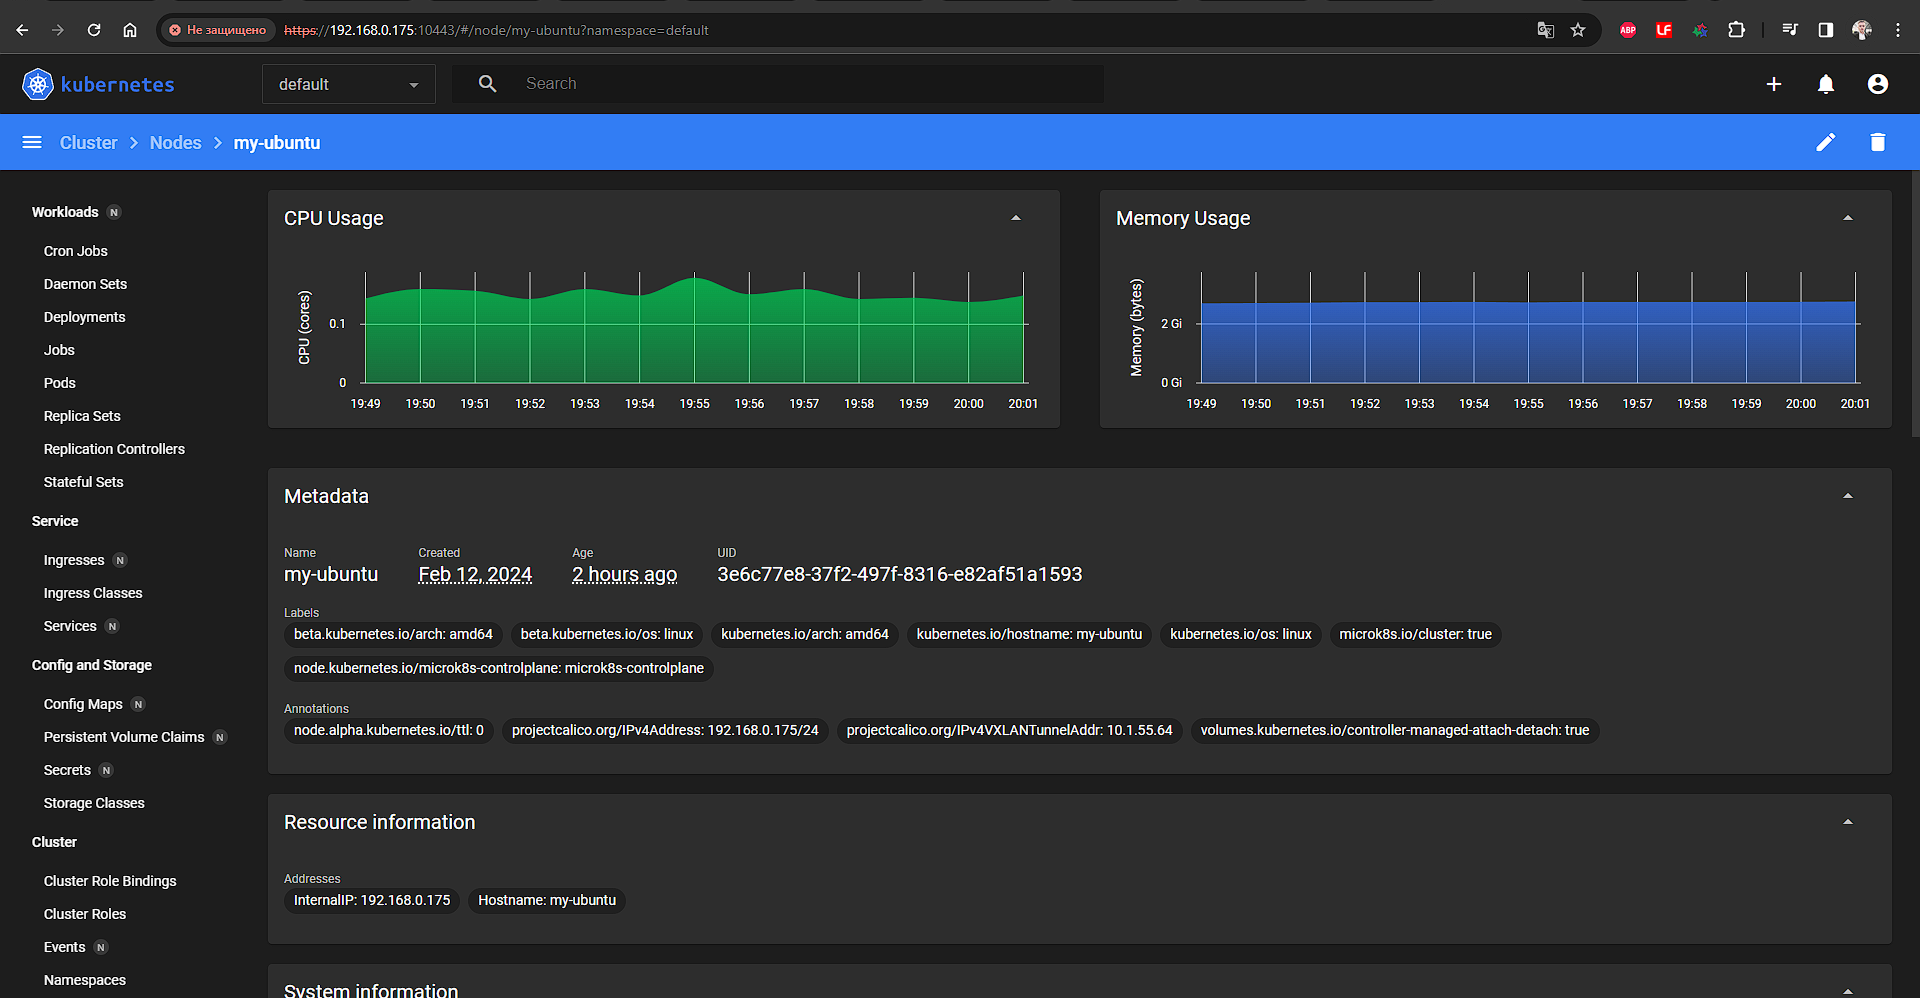 Не защищено https://192.168.0.175:10443/#/node/my-ubuntu?namespace=default ABP LF
kubernetes default Search
Cluster Nodes my-ubuntu
Workloads N
Cron Jobs
Daemon Sets
Deployments
Jobs
Pods
Replica Sets
Replication Controllers
Stateful Sets
Service
Ingresses N
Ingress Classes
Services N
Config and Storage
Config Maps N
Persistent Volume Claims N
Secrets N
Storage Classes
Cluster
Cluster Role Bindings
Cluster Roles
Events N
Namespaces
CPU Usage
CPU (cores)
0.1
0
19:49 19:50 19:51 19:52 19:53 19:54 19:55 19:56 19:57 19:58 19:59 20:00 20:01
Memory Usage
Memory (bytes)
2 Gi
0 Gi
19:49 19:50 19:51 19:52 19:53 19:54 19:55 19:56 19:57 19:58 19:59 20:00 20:01
Metadata
Name Created Age UID
my-ubuntu Feb 12, 2024 2 hours ago 3e6c77e8-37f2-497f-8316-e82af51a1593
Labels
beta.kubernetes.io/arch: amd64 beta.kubernetes.io/os: linux kubernetes.io/arch: amd64 kubernetes.io/hostname: my-ubuntu kubernetes.io/os: linux microk8s.io/cluster: true
node.kubernetes.io/microk8s-controlplane: microk8s-controlplane
Annotations
node.alpha.kubernetes.io/ttl: 0 projectcalico.org/IPv4Address: 192.168.0.175/24 projectcalico.org/IPv4VXLANTunnelAddr: 10.1.55.64 volumes.kubernetes.io/controller-managed-attach-detach: true
Resource information
Addresses
InternalIP: 192.168.0.175 Hostname: my-ubuntu
System information